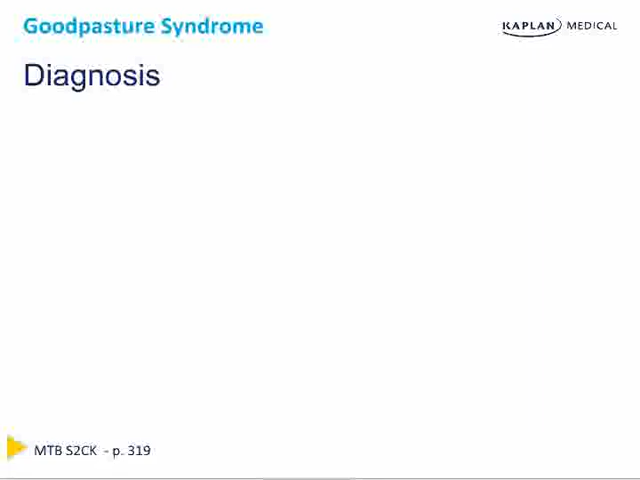 Goodpasture Syndrome
KAPLAN MEDICAL
Diagnosis
MTB S2CK - p. 319